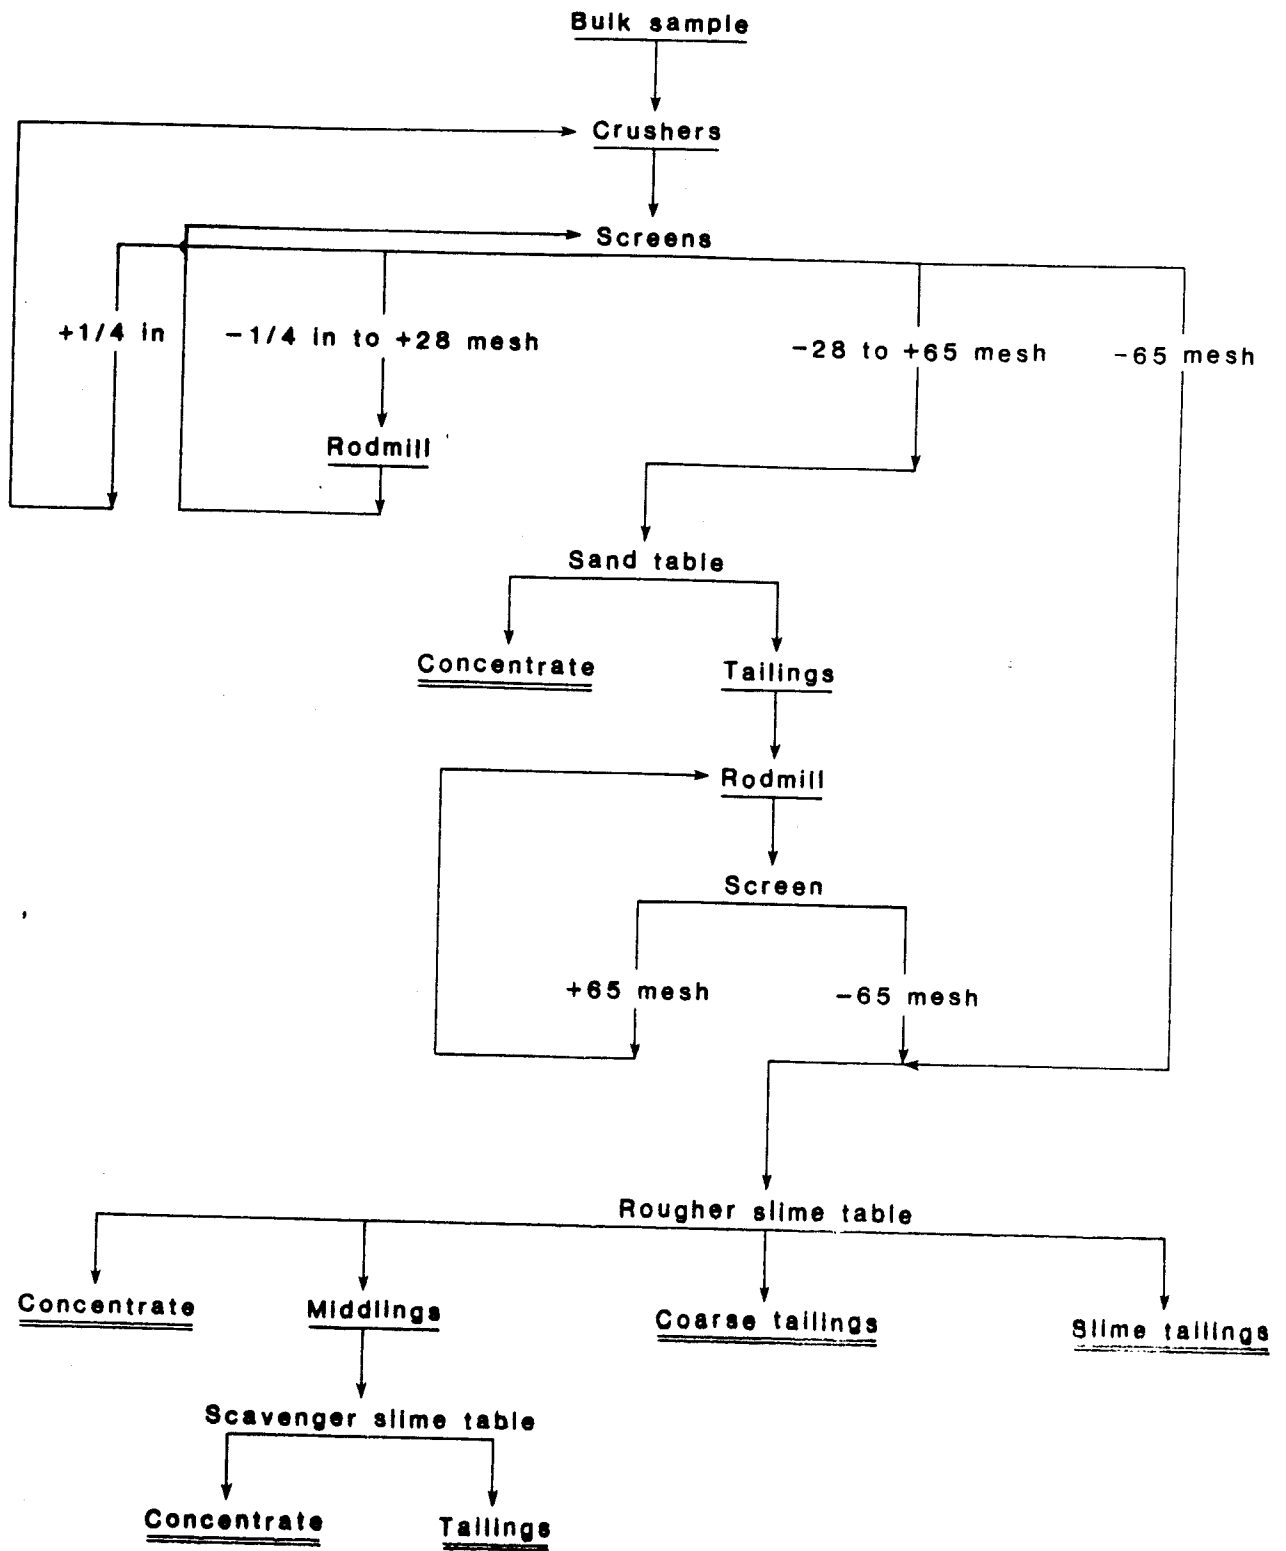 Bulk sample
Crushers
Screens
+1/4 in
-1/4 in to +28 mesh
-28 to +65 mesh
-65 mesh
Rodmill
Sand table
Concentrate
Tailings
Rodmill
Screen
+65 mesh
-65 mesh
Rougher slime table
Concentrate
Middlings
Coarse tailings
Slime tailings
Scavenger slime table
Concentrate
Tailings